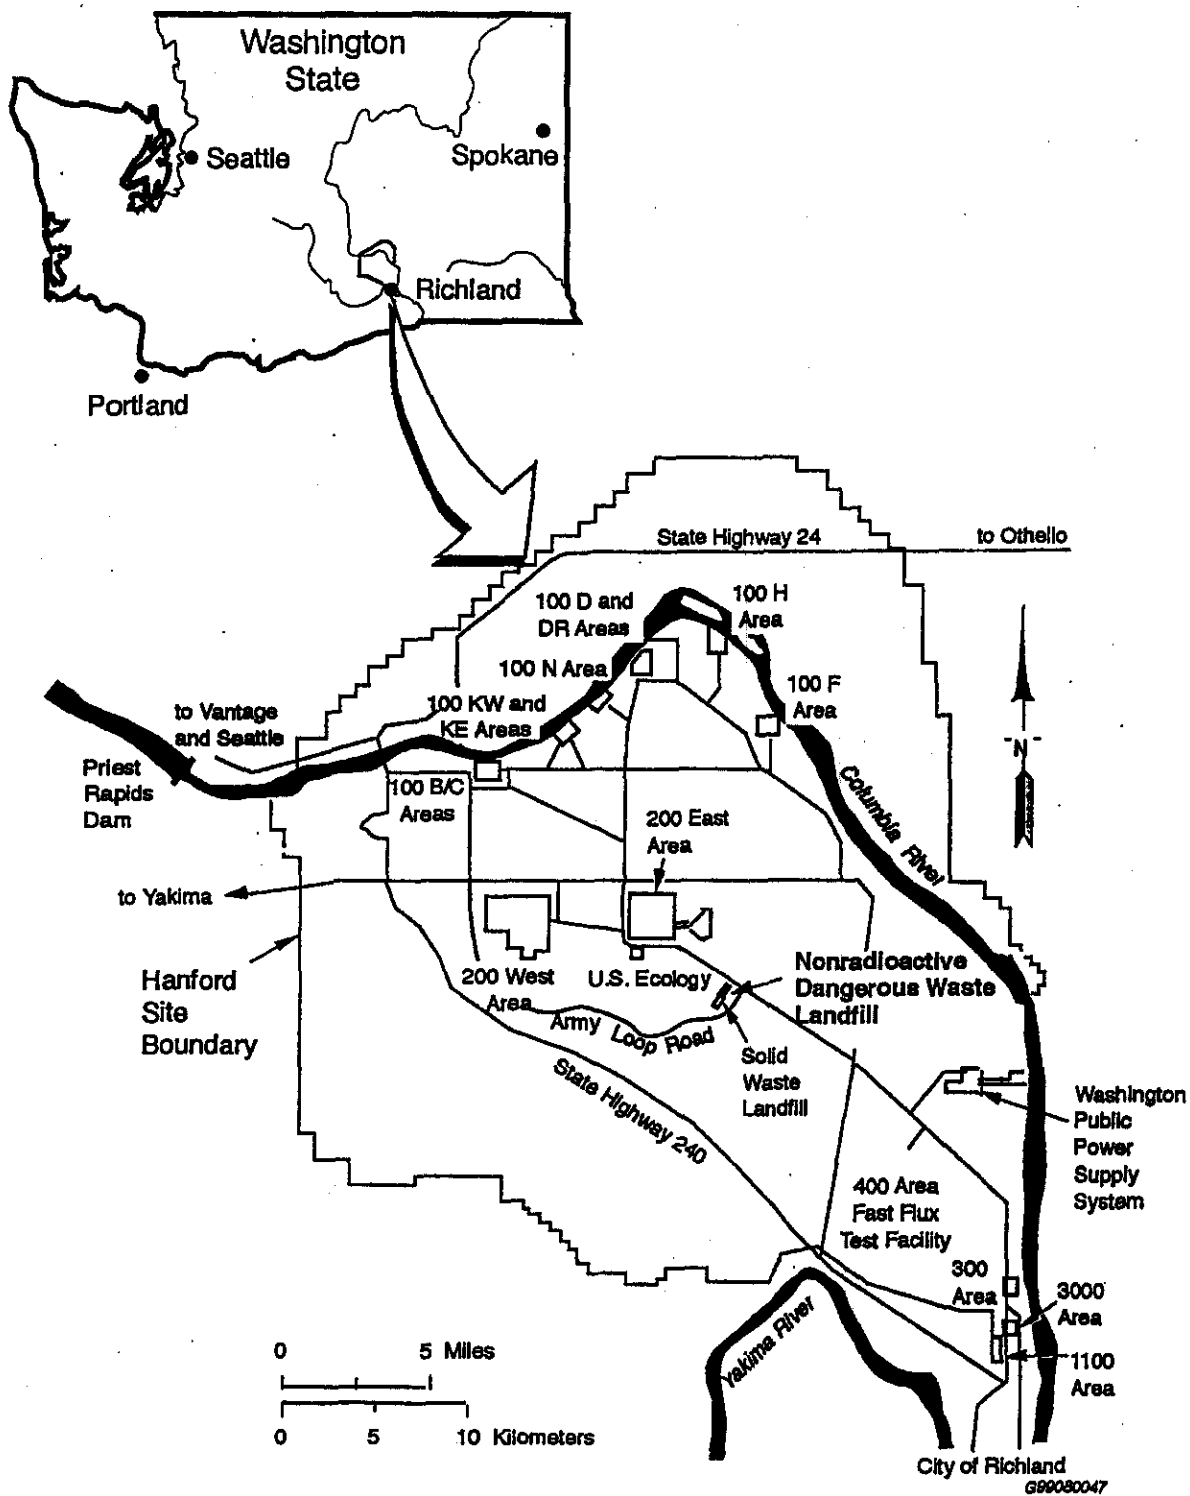 Washington
State
Seattle
Spokane
Richland
Portland
State Highway 24
to Othello
100 D and
DR Areas
100 H
Area
100 N Area
100 F
Area
100 KW and
KE Areas
to Vantage
and Seattle
N
Priest
Rapids
Dam
100 B/C
Areas
Columbia River
200 East
Area
to Yakima
Hanford
Site
Boundary
200 West
Area
U.S. Ecology
Nonradioactive
Dangerous Waste
Landfill
Army Loop Road
Solid
Waste
Landfill
State Highway 240
Washington
Public
Power
Supply
System
400 Area
Fast Flux
Test Facility
300
Area
3000
Area
Yakima River
1100
Area
0 5 Miles
0 5 10 Kilometers
City of Richland
G99080047